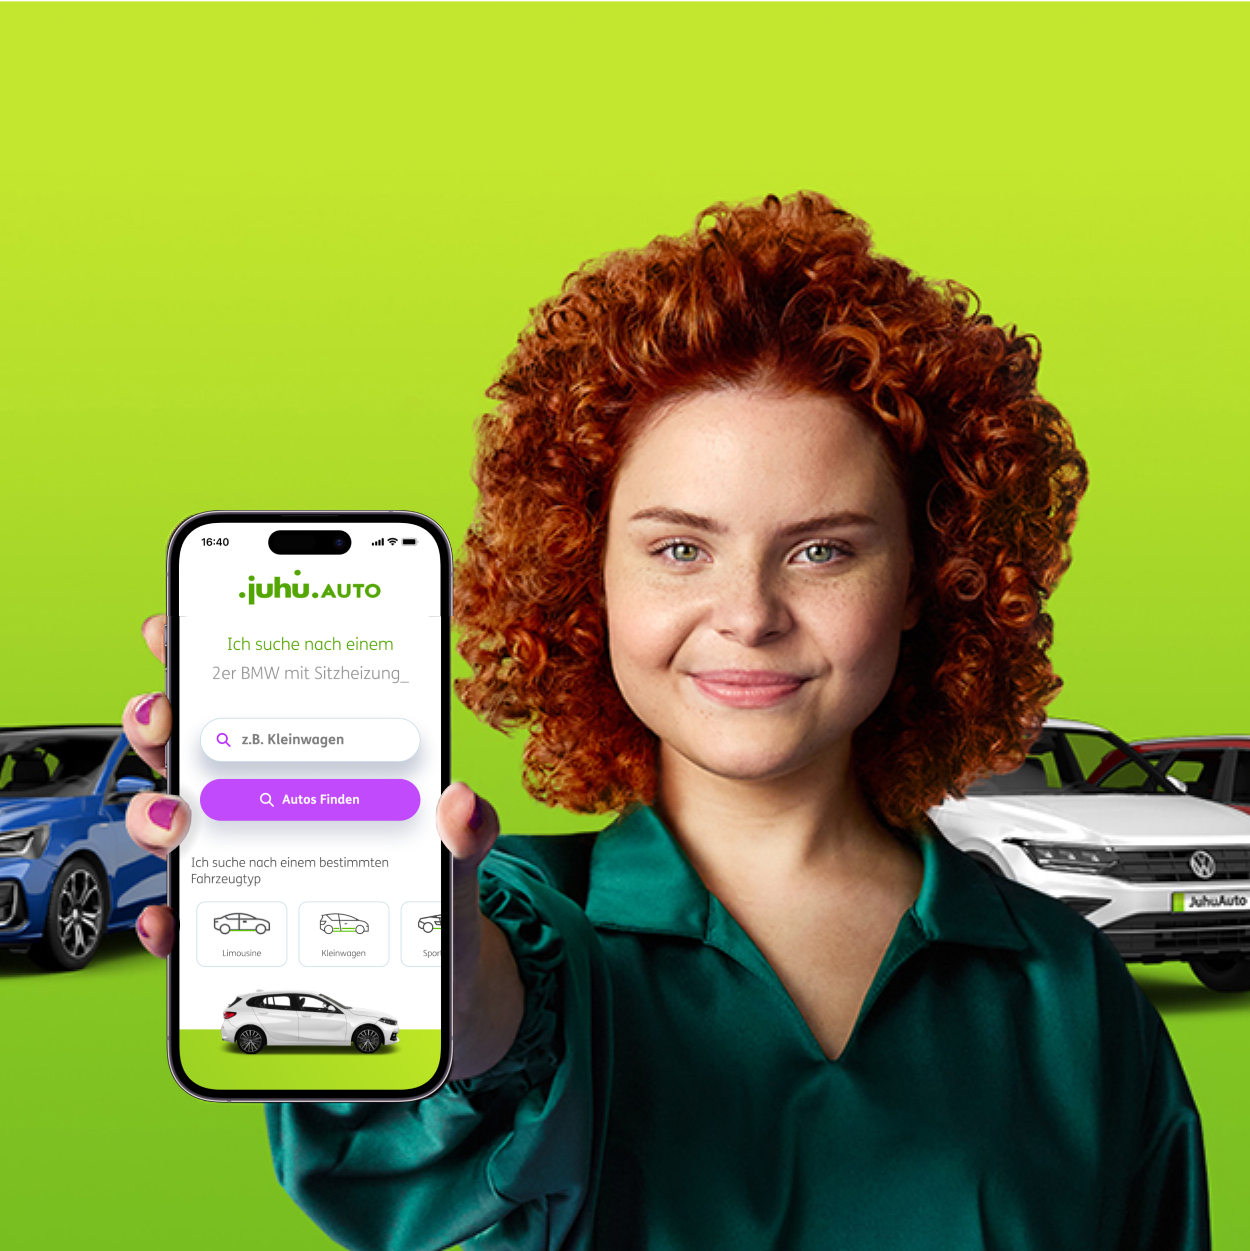 16:40
.juhu.AUTO
Ich suche nach einem
2er BMW mit Sitzheizung_
z.B. Kleinwagen
Autos Finden
Ich suche nach einem bestimmten
Fahrzeugtyp
Limousine
Kleinwagen
Spor
JuhuAuto